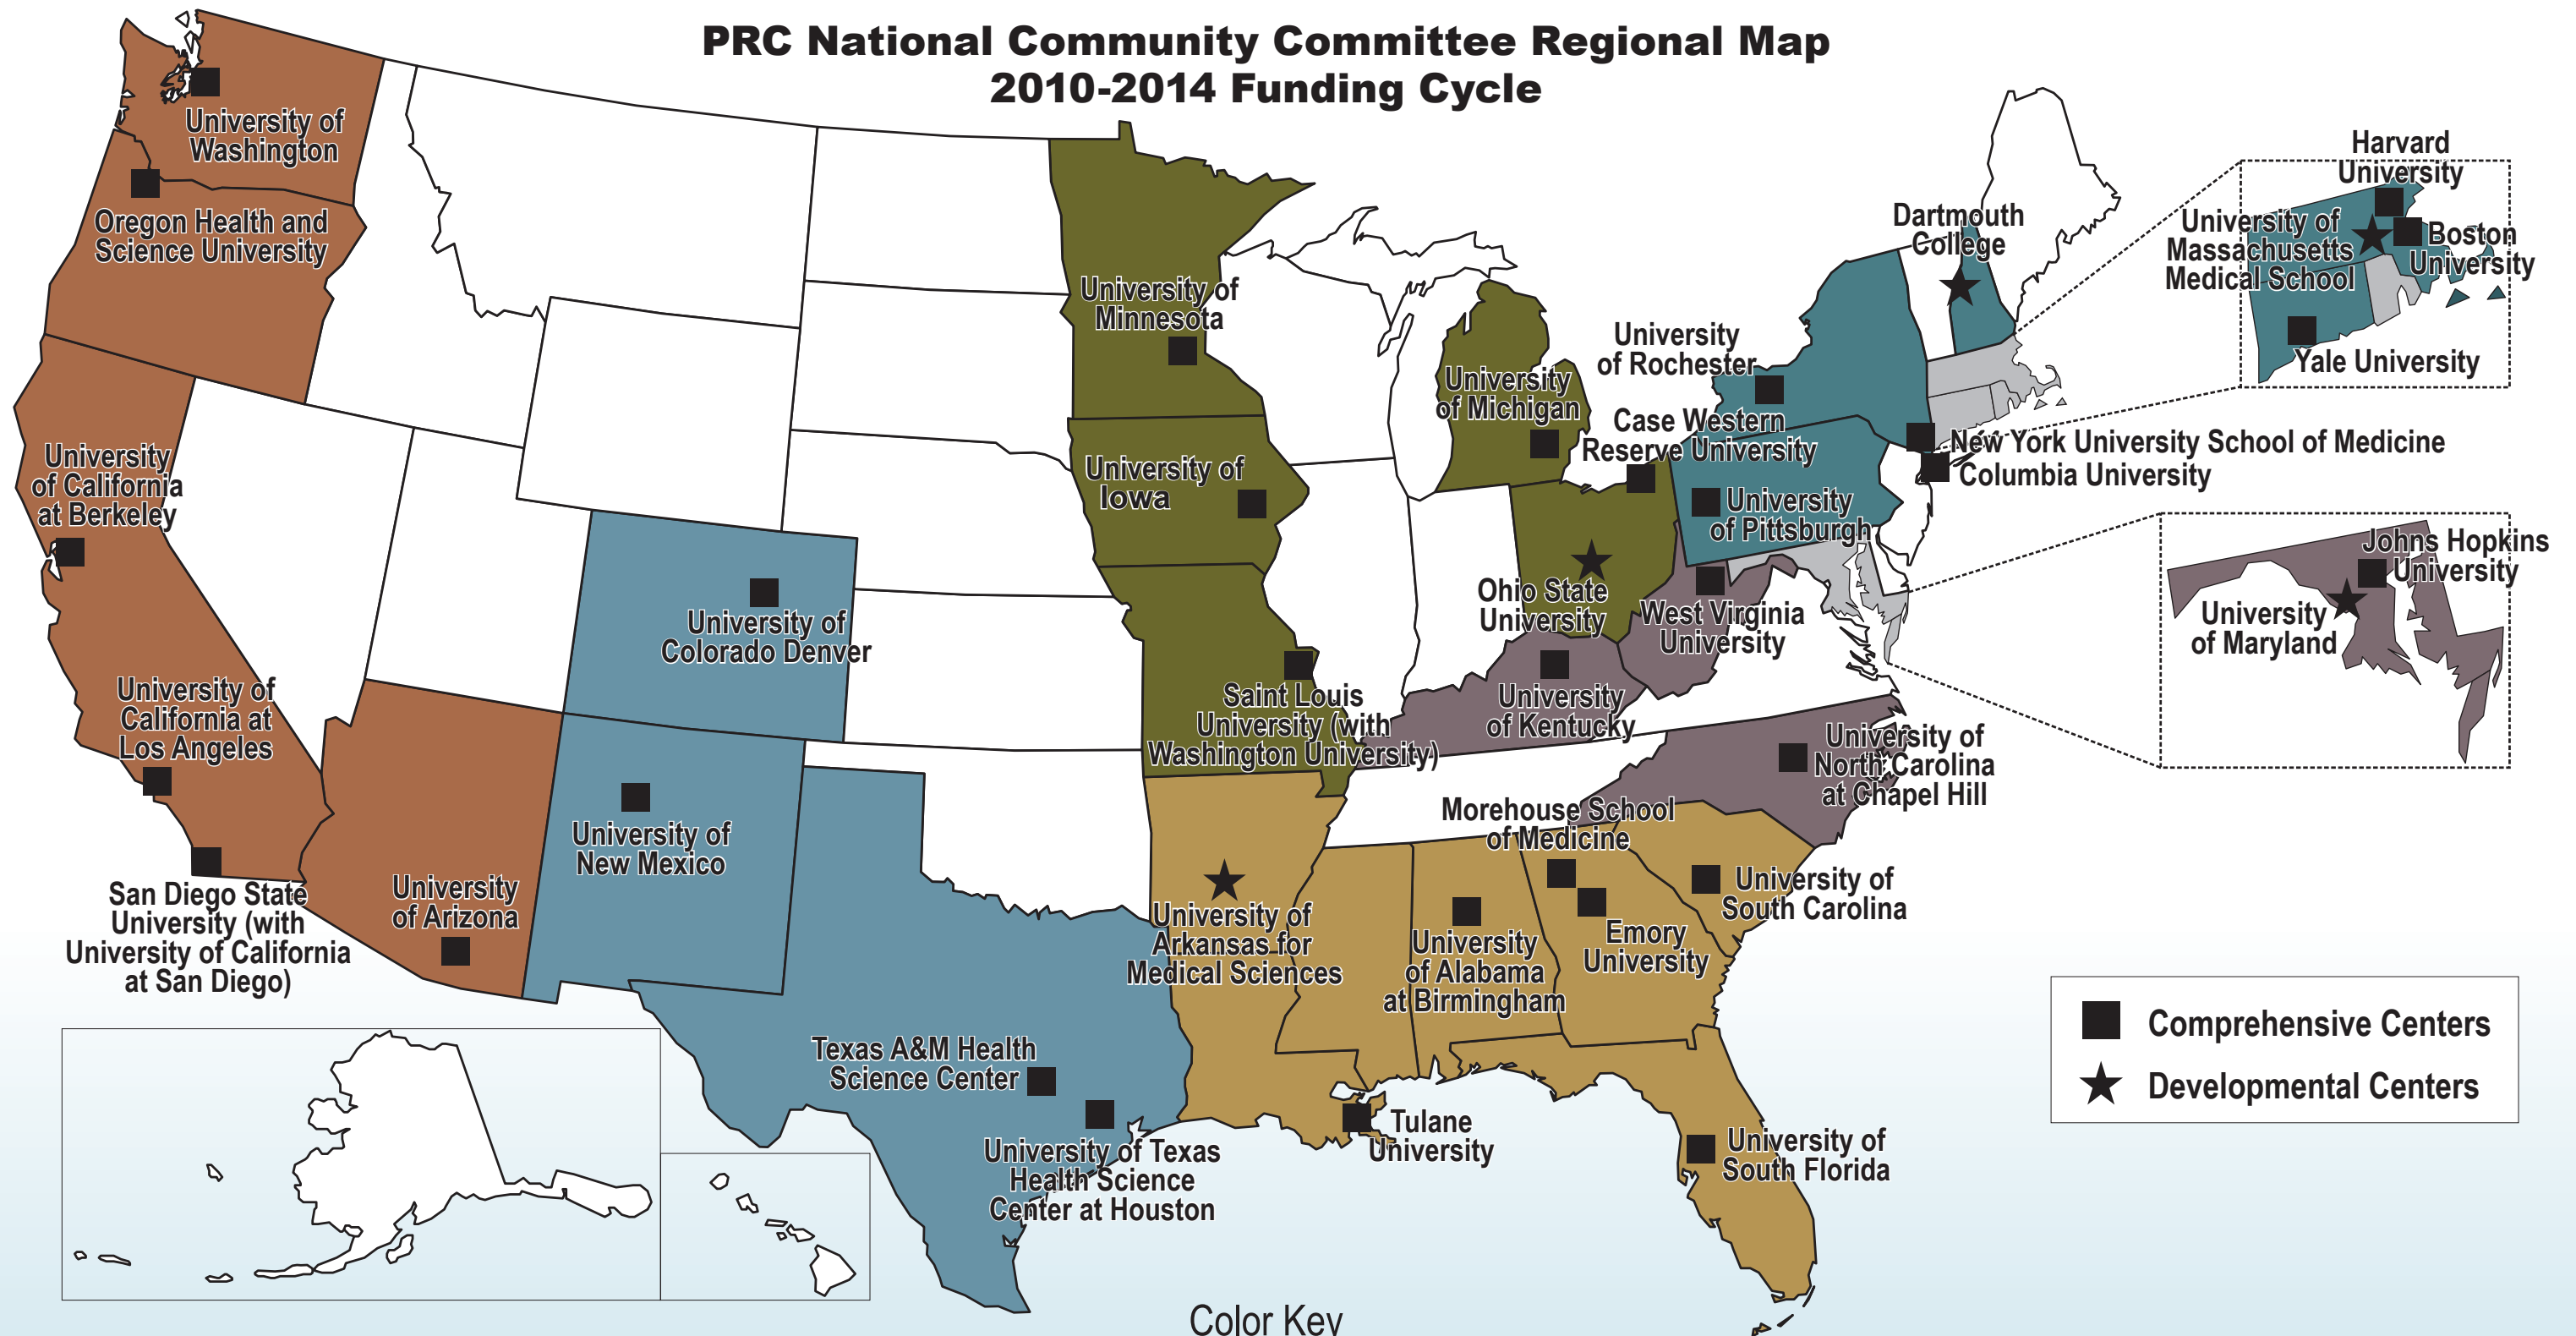 PRC National Community Committee Regional Map
2010-2014 Funding Cycle
University of
Washington
Oregon Health and
Science University
University
of California
at Berkeley
University of
California at
Los Angeles
San Diego State
University (with
University of California
at San Diego)
University
of Arizona
University of
Colorado Denver
University of
New Mexico
Texas A&M Health
Science Center
University of Texas
Health Science
Center at Houston
University of
Minnesota
University of
Iowa
Saint Louis
University (with
Washington University)
University
of Michigan
Case Western
Reserve University
Ohio State
University
University of
Arkansas for
Medical Sciences
University
of Alabama
at Birmingham
Morehouse School
of Medicine
Emory
University
University of
South Carolina
Tulane
University
University of
South Florida
University
of Kentucky
West Virginia
University
University of
North Carolina
at Chapel Hill
University
of Rochester
University
of Pittsburgh
New York University School of Medicine
Columbia University
Dartmouth
College
Harvard
University
University of
Massachusetts
Medical School
Boston
University
Yale University
Johns Hopkins
University
University
of Maryland
Comprehensive Centers
Developmental Centers
Color Key